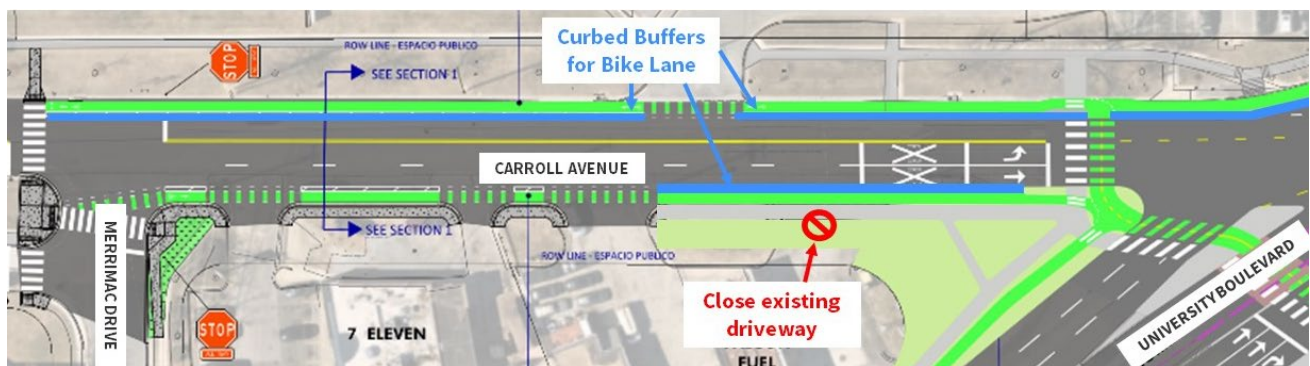 STOP
ROW LINE - ESPACIO PUBLICO
SEE SECTION 1
Curbed Buffers
for Bike Lane
CARROLL AVENUE
MERRIMAC DRIVE
SEE SECTION 1
ROW LINE - ESPACIO PUBLICO
STOP
7 ELEVEN
Close existing
driveway
FUEL
UNIVERSITY BOULEVARD